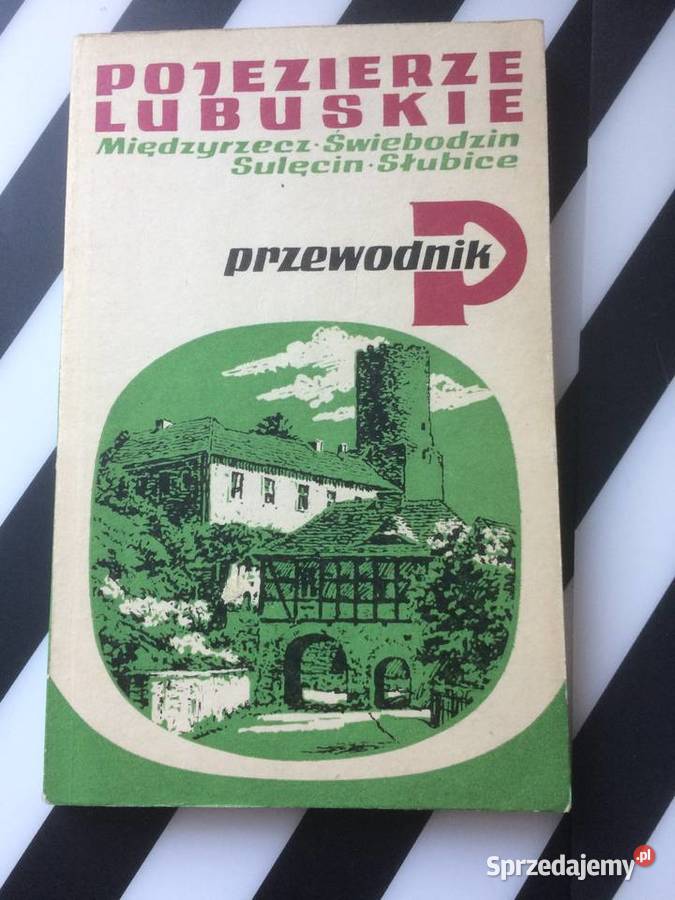 POJEZIERZE
LUBUSKIE
Międzyrzecz · Świebodzin
Sulęcin · Słubice
przewodnik
P
Sprzedajemy.pl